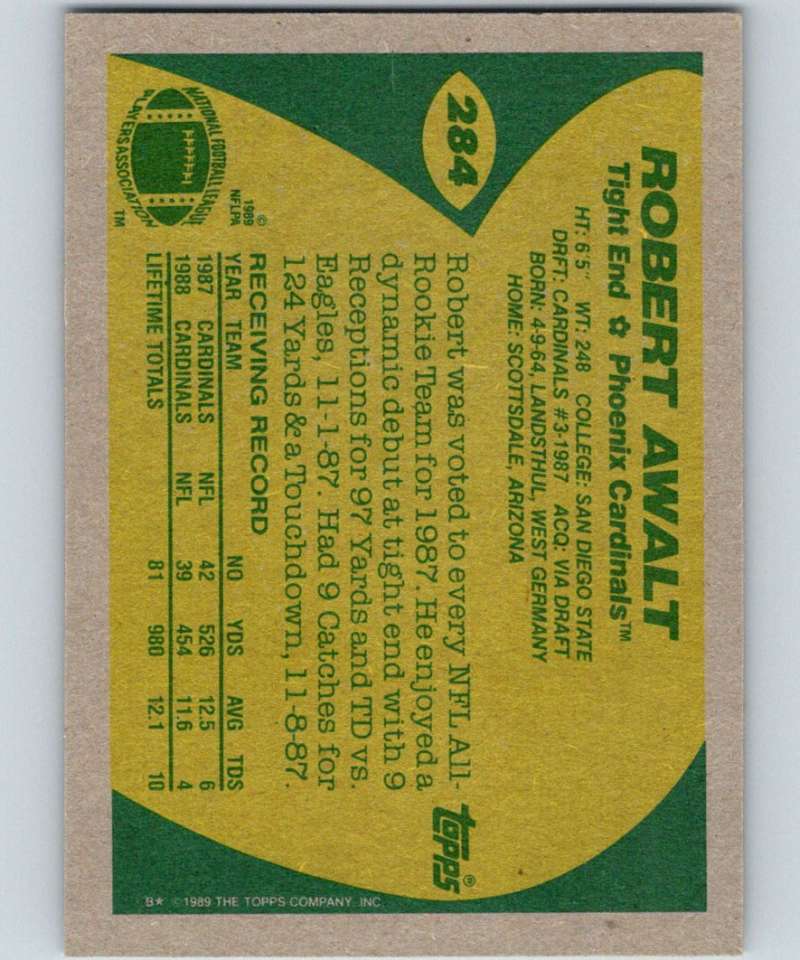 284
ROBERT AWALT
Tight End ✿ Phoenix Cardinals™
HT: 6'5" WT: 248 COLLEGE: SAN DIEGO STATE
DRFT: CARDINALS #3-1987 ACQ: VIA DRAFT
BORN: 4-9-64, LANDSTHUL, WEST GERMANY
HOME: SCOTTSDALE, ARIZONA
Robert was voted to every NFL All-
Rookie Team for 1987. He enjoyed a
dynamic debut at tight end with 9
Receptions for 97 Yards and TD vs.
Eagles, 11-1-87. Had 9 Catches for
124 Yards & a Touchdown, 11-8-87.
topps®
NATIONAL FOOTBALL LEAGUE
PLAYERS ASSOCIATION
TM
©
1989
NFLPA
RECEIVING RECORD
YEAR TEAM NO YDS AVG TDS
1987 CARDINALS NFL 42 526 12.5 6
1988 CARDINALS NFL 39 454 11.6 4
LIFETIME TOTALS 81 980 12.1 10
B* ©1989 THE TOPPS COMPANY, INC.